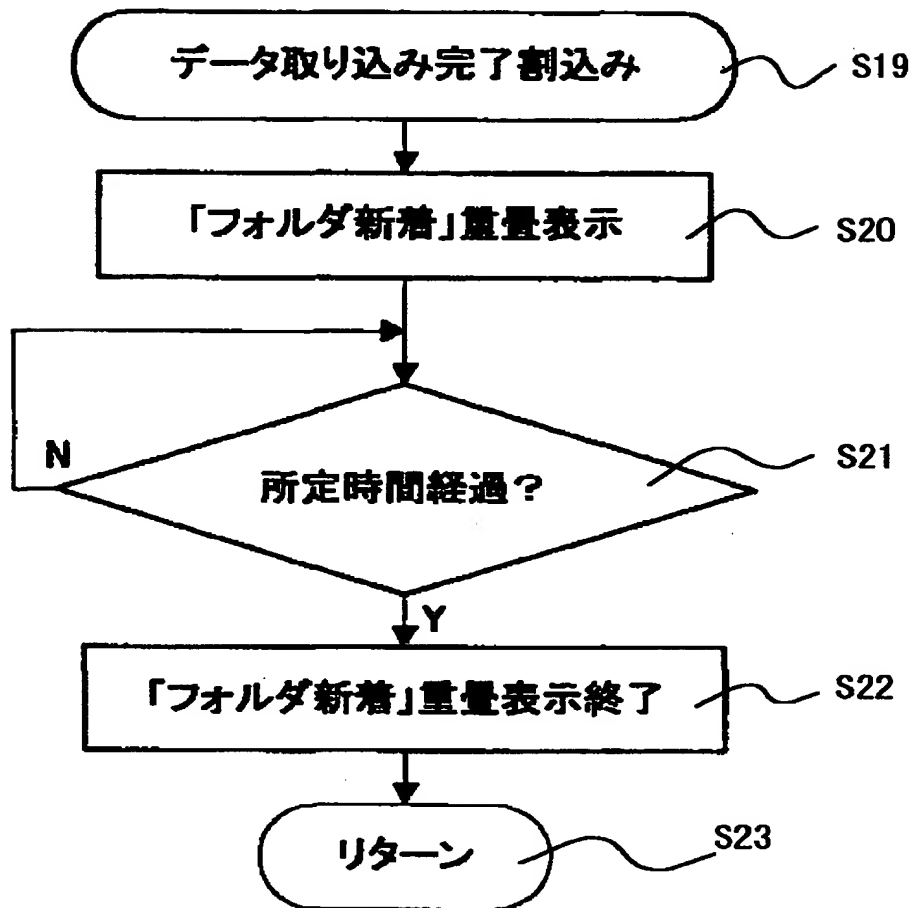 データ取り込み完了割込み
S19
「フォルダ新着」重畳表示
S20
N
所定時間経過？
S21
Y
「フォルダ新着」重畳表示終了
S22
リターン
S23